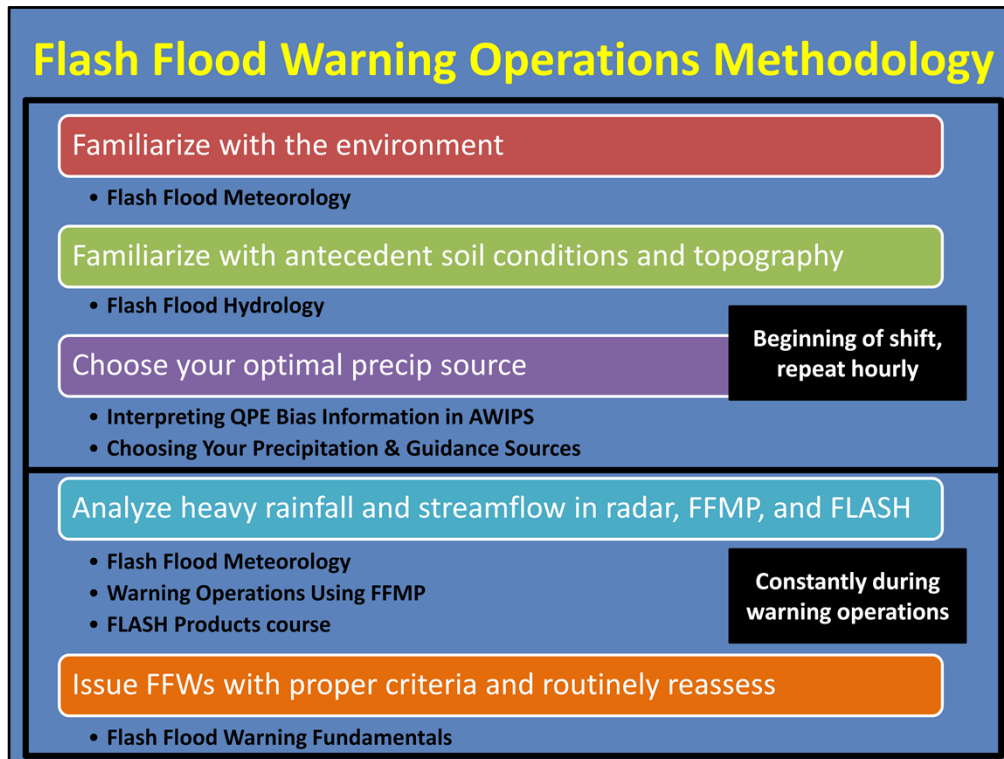 Flash Flood Warning Operations Methodology
Familiarize with the environment
• Flash Flood Meteorology
Familiarize with antecedent soil conditions and topography
• Flash Flood Hydrology
Choose your optimal precip source
Beginning of shift,
repeat hourly
• Interpreting QPE Bias Information in AWIPS
• Choosing Your Precipitation & Guidance Sources
Analyze heavy rainfall and streamflow in radar, FFMP, and FLASH
• Flash Flood Meteorology
• Warning Operations Using FFMP
• FLASH Products course
Constantly during
warning operations
Issue FFWs with proper criteria and routinely reassess
• Flash Flood Warning Fundamentals